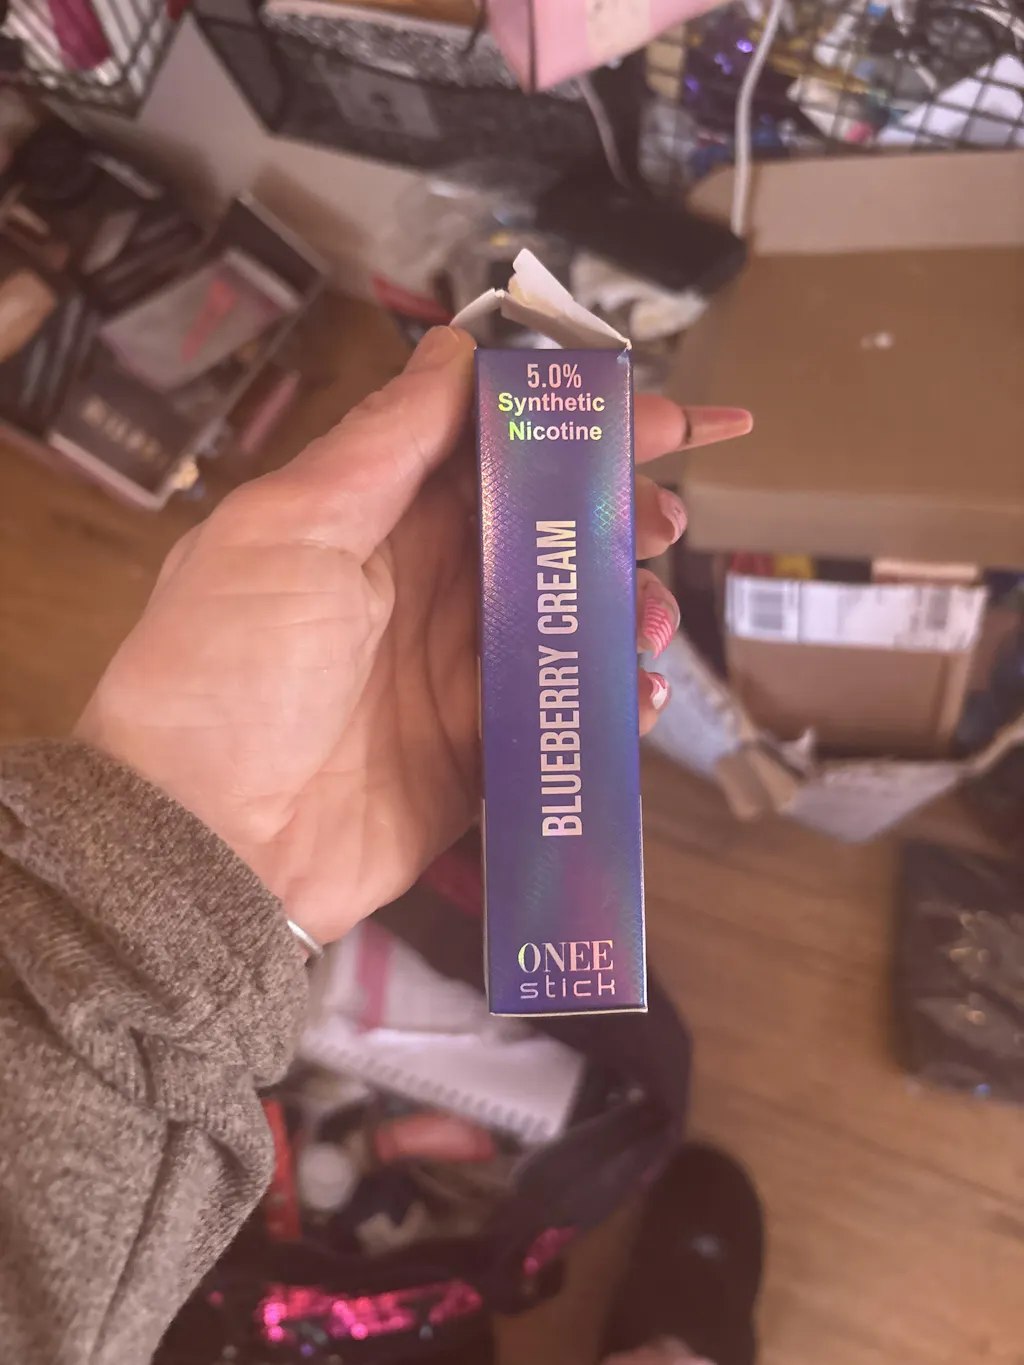 5.0%
Synthetic
Nicotine
BLUEBERRY CREAM
ONEE
stick